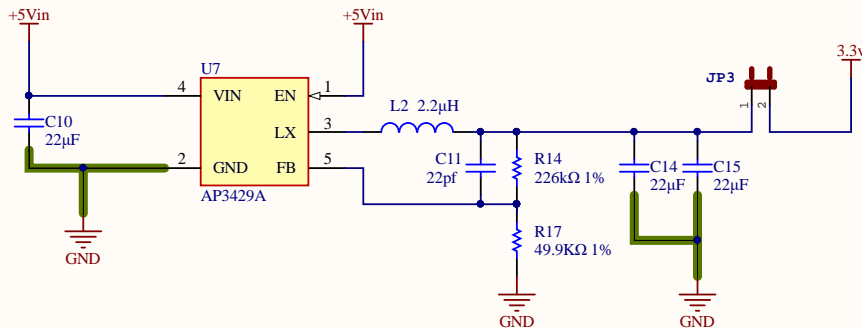 +5Vin
+5Vin
3.3v
U7
JP3
4
VIN
EN
1
L2 2.2µH
1
2
C10
22µF
LX
3
C11
22pf
R14
226kΩ 1%
C14
22µF
C15
22µF
2
GND
FB
5
AP3429A
R17
49.9KΩ 1%
GND
GND
GND